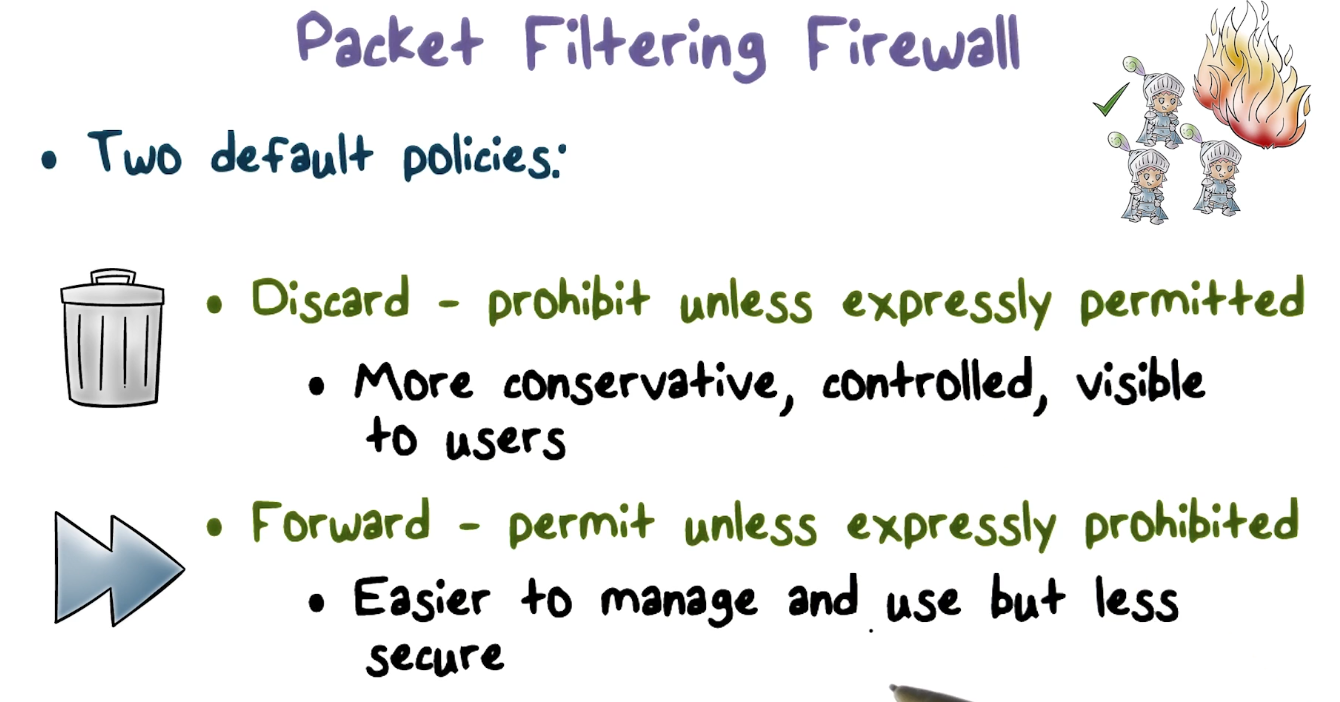 Packet Filtering Firewall
• Two default policies:
• Discard - prohibit unless expressly permitted
• More conservative, controlled, visible
to users
• Forward - permit unless expressly prohibited
• Easier to manage and use but less
secure